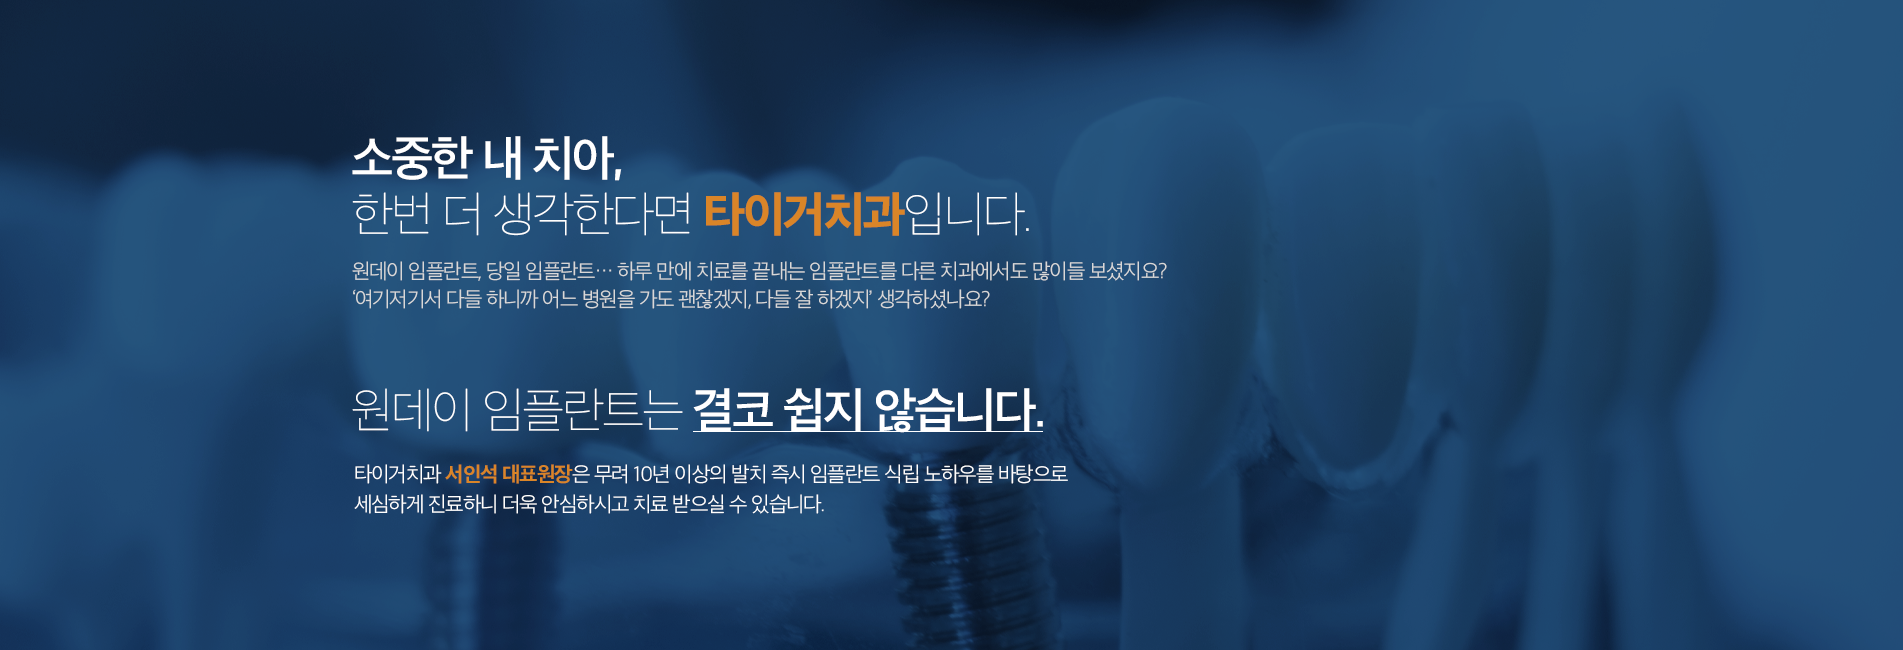 소중한 내 치아,
한번 더 생각한다면 타이거치과입니다.
원데이 임플란트, 당일 임플란트… 하루 만에 치료를 끝내는 임플란트를 다른 치과에서도 많이들 보셨지요?
‘여기저기서 다들 하니까 어느 병원을 가도 괜찮겠지, 다들 잘 하겠지’ 생각하셨나요?
원데이 임플란트는 결코 쉽지 않습니다.
타이거치과 서인석 대표원장은 무려 10년 이상의 발치 즉시 임플란트 식립 노하우를 바탕으로
세심하게 진료하니 더욱 안심하시고 치료 받으실 수 있습니다.